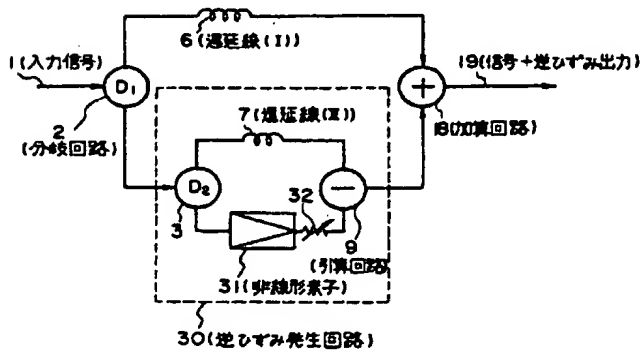 6(遅延線(I))
1(入力信号)
D₁
2
(分岐回路)
+
19(信号+逆ひずみ出力)
18(加算回路)
7(遅延線(II))
D₂
3
32
−
9
(引算回路)
31(非線形素子)
30(逆ひずみ発生回路)